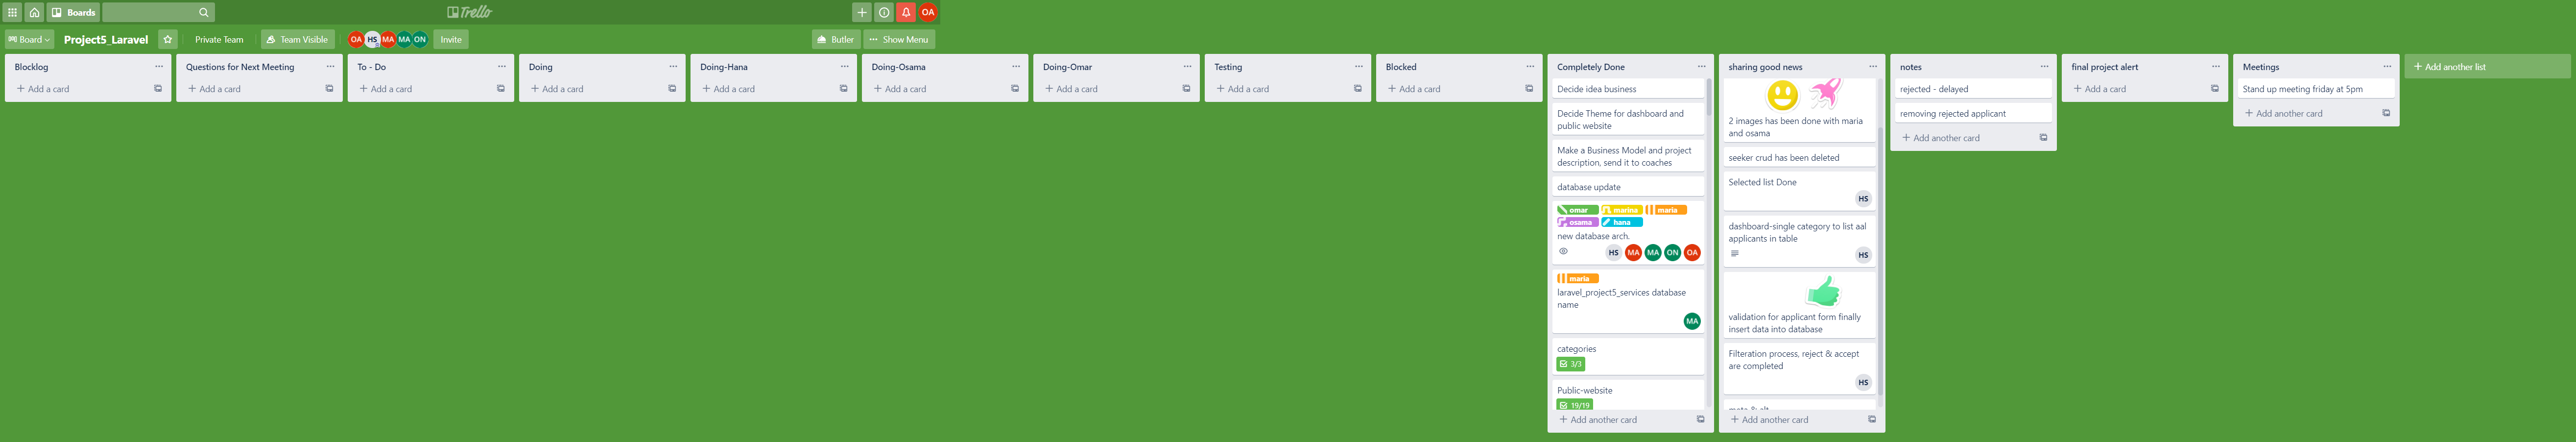 Boards
Trello
OA
Board
Project5_Laravel
Private Team
Team Visible
OA HS MA MA ON
Invite
Butler
Show Menu
Blocklog
Add a card
Questions for Next Meeting
Add a card
To - Do
Add a card
Doing
Add a card
Doing-Hana
Add a card
Doing-Osama
Add a card
Doing-Omar
Add a card
Testing
Add a card
Blocked
Add a card
Completely Done
Decide idea business
Decide Theme for dashboard and
public website
Make a Business Model and project
description, send it to coaches
database update
omar marina maria
osama hana
new database arch.
HS MA MA ON OA
maria
laravel_project5_services database
name
MA
categories
3/3
Public-website
19/19
Add another card
sharing good news
2 images has been done with maria
and osama
seeker crud has been deleted
Selected list Done
HS
dashboard-single category to list aal
applicants in table
HS
validation for applicant form finally
insert data into database
Filteration process, reject & accept
are completed
HS
Add another card
notes
rejected - delayed
removing rejected applicant
Add another card
final project alert
Add a card
Meetings
Stand up meeting friday at 5pm
Add another card
Add another list